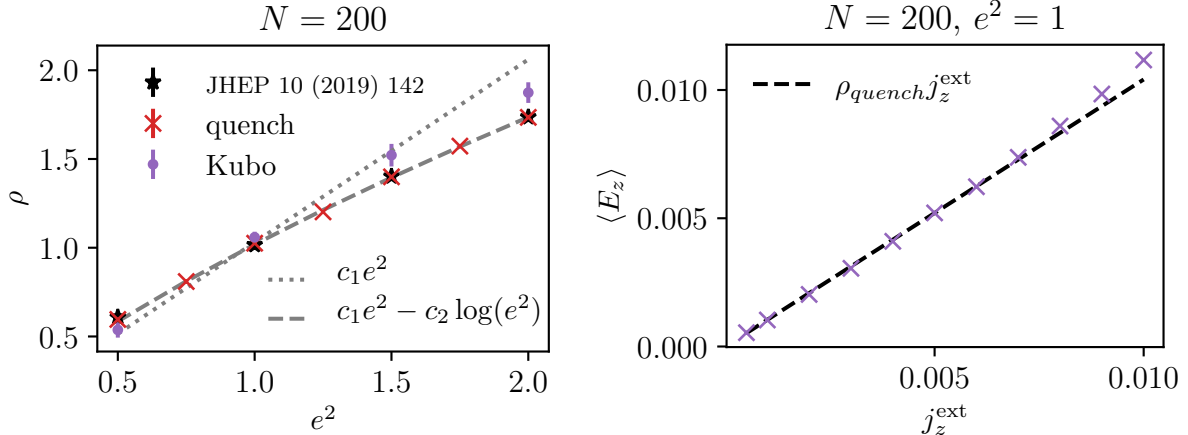 N = 200
2.0
1.5
1.0
0.5
ρ
JHEP 10 (2019) 142
quench
Kubo
c₁e²
c₁e² − c₂ log(e²)
0.5 1.0 1.5 2.0
e²
N = 200, e² = 1
0.010
0.005
0.000
⟨E_z⟩
ρ_{quench} j_z^{ext}
0.005 0.010
j_z^{ext}